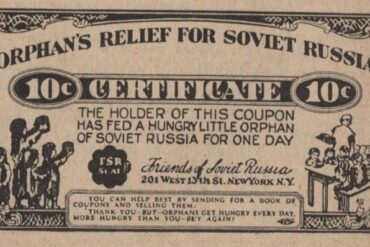 ORPHAN'S RELIEF FOR SOVIET RUSSIA
10c CERTIFICATE 10c
THE HOLDER OF THIS COUPON
HAS FED A HUNGRY LITTLE ORPHAN
OF SOVIET RUSSIA FOR ONE DAY
FSR
Friends of Soviet Russia
201 WEST 13th St. NEW YORK N.Y.
YOU CAN HELP BEST BY SENDING FOR A BOOK OF
COUPONS AND SELLING THEM.
THANK YOU—BUT—ORPHANS GET HUNGRY EVERY DAY,
MORE HUNGRY THAN YOU—BUY AGAIN!